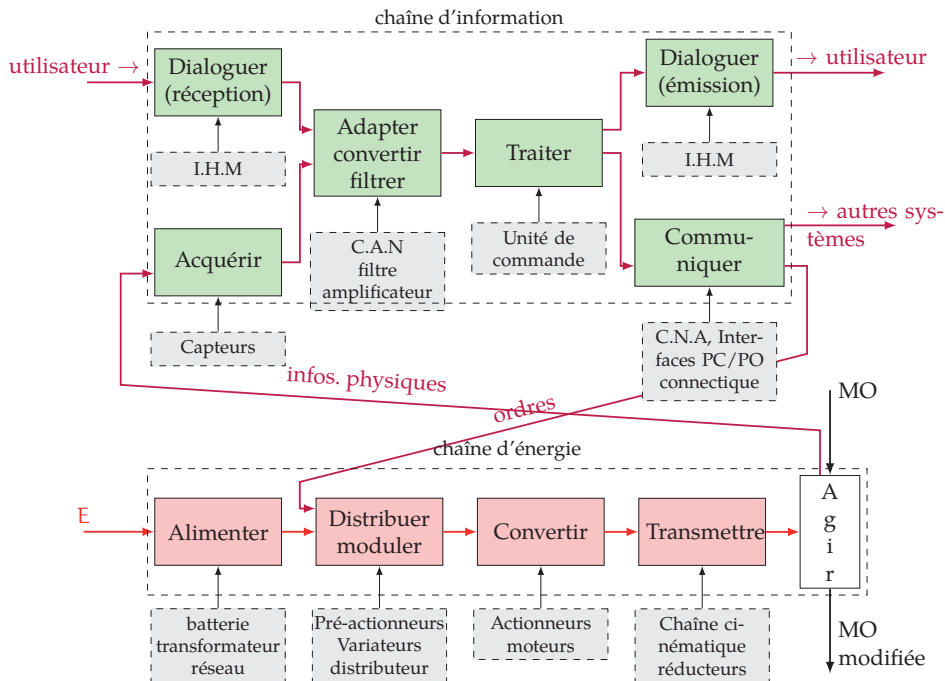 chaîne d'information
utilisateur →
Dialoguer
(réception)
Dialoguer
(émission)
→ utilisateur
Adapter
convertir
filtrer
Traiter
I.H.M
I.H.M
→ autres sys-
tèmes
Acquérir
C.A.N
filtre
amplificateur
Unité de
commande
Commu-
niquer
Capteurs
C.N.A, Inter-
faces PC/PO
connectique
infos. physiques
ordres
MO
chaîne d'énergie
E
Alimenter
Distribuer
moduler
Convertir
Transmettre
A
g
i
r
batterie
transformateur
réseau
Pré-actionneurs
Variateurs
distributeur
Actionneurs
moteurs
Chaîne ci-
nématique
réducteurs
MO
modifiée